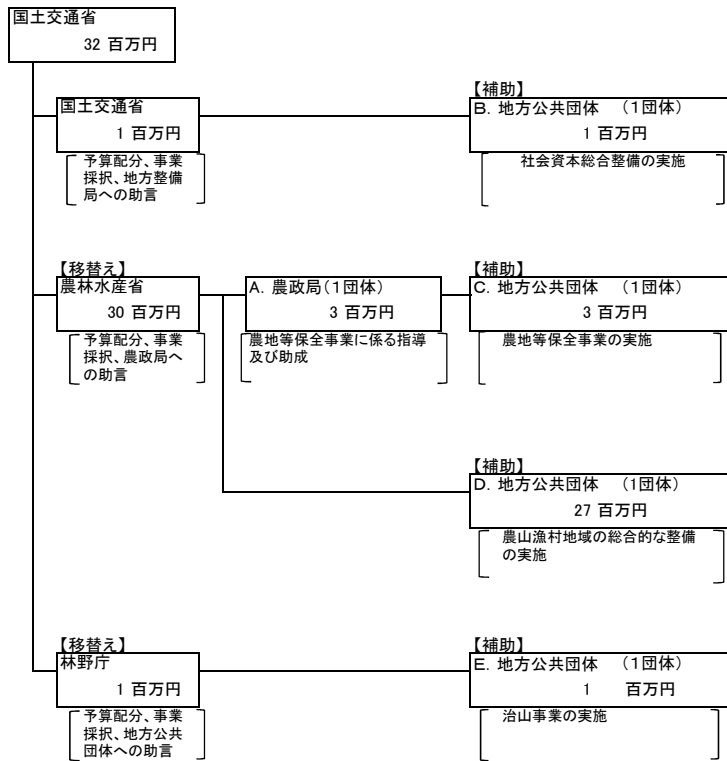 国土交通省
32 百万円
国土交通省
1 百万円
予算配分、事業
採択、地方整備
局への助言
【補助】
B. 地方公共団体 (1団体)
1 百万円
社会資本総合整備の実施
【移替え】
農林水産省
30 百万円
予算配分、事業
採択、農政局へ
の助言
A. 農政局(1団体)
3 百万円
農地等保全事業に係る指導
及び助成
【補助】
C. 地方公共団体 (1団体)
3 百万円
農地等保全事業の実施
【補助】
D. 地方公共団体 (1団体)
27 百万円
農山漁村地域の総合的な整備
の実施
【移替え】
林野庁
1 百万円
予算配分、事業
採択、地方公共
団体への助言
【補助】
E. 地方公共団体 (1団体)
1 百万円
治山事業の実施